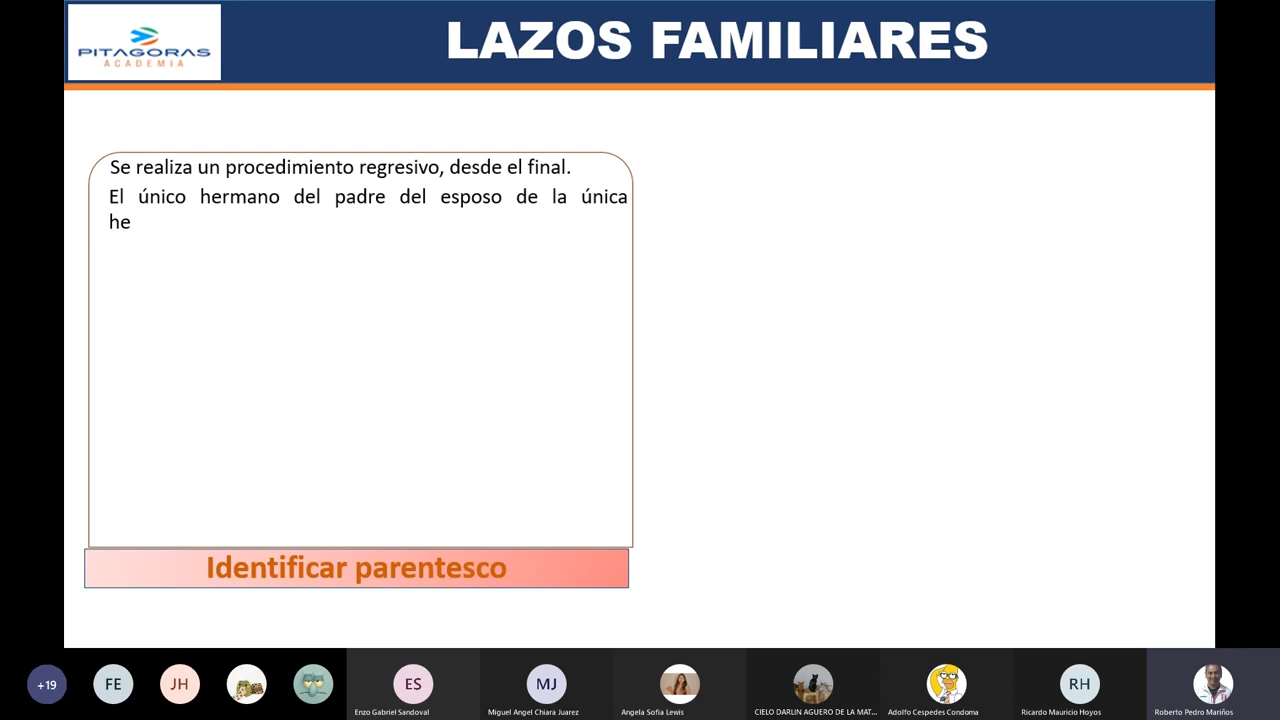 PITAGORAS
ACADEMIA
LAZOS FAMILIARES
Se realiza un procedimiento regresivo, desde el final.
El único hermano del padre del esposo de la única
he
Identificar parentesco
+19
FE
JH
ES
MJ
RH
Enzo Gabriel Sandoval
Miguel Angel Chiara Juarez
Angela Sofia Lewis
CIELO DARLIN AGUERO DE LA MAT...
Adolfo Cespedes Condoma
Ricardo Mauricio Hoyos
Roberto Pedro Mariños